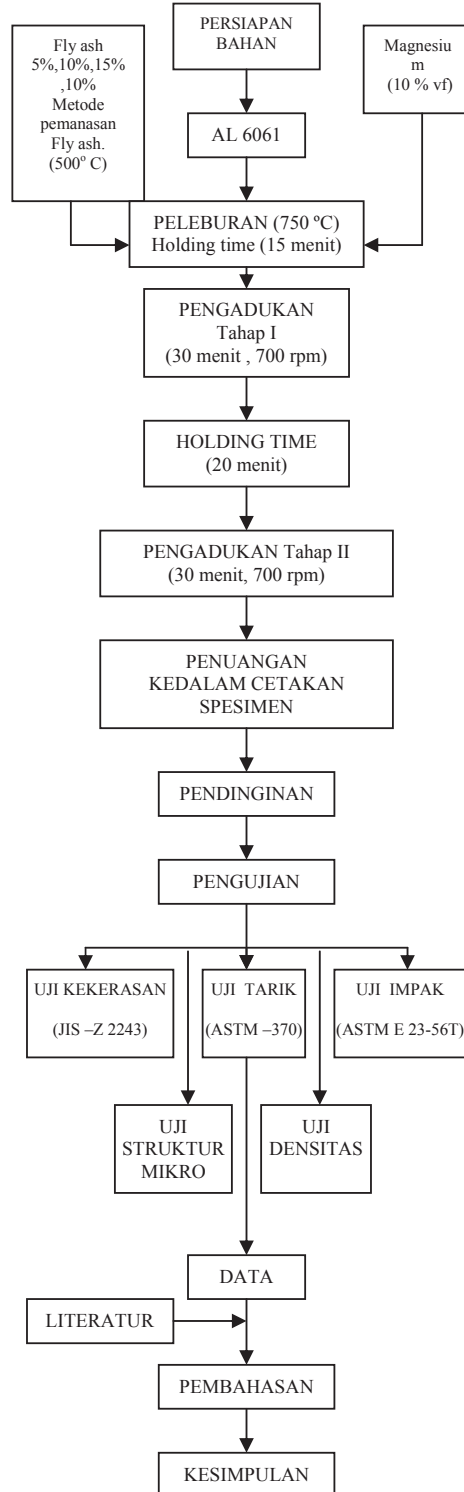 PERSIAPAN
BAHAN
Fly ash
5%,10%,15%
,10%
Metode
pemanasan
Fly ash.
(500° C)
Magnesiu
m
(10 % vf)
AL 6061
PELEBURAN (750 ºC)
Holding time (15 menit)
PENGADUKAN
Tahap I
(30 menit , 700 rpm)
HOLDING TIME
(20 menit)
PENGADUKAN Tahap II
(30 menit, 700 rpm)
PENUANGAN
KEDALAM CETAKAN
SPESIMEN
PENDINGINAN
PENGUJIAN
UJI KEKERASAN
(JIS –Z 2243)
UJI TARIK
(ASTM –370)
UJI IMPAK
(ASTM E 23-56T)
UJI
STRUKTUR
MIKRO
UJI
DENSITAS
DATA
LITERATUR
PEMBAHASAN
KESIMPULAN